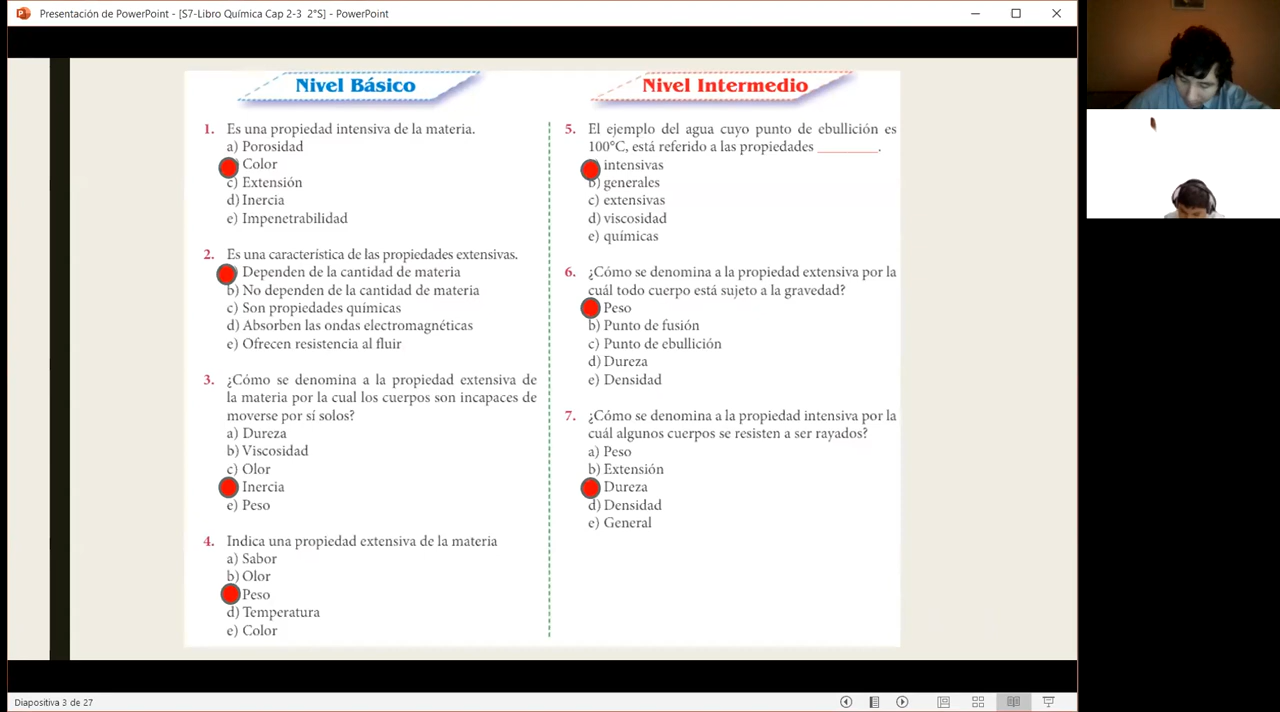 Presentación de PowerPoint - [S7-Libro Química Cap 2-3 2°S] - PowerPoint
Nivel Básico
1. Es una propiedad intensiva de la materia.
a) Porosidad
Color
c) Extensión
d) Inercia
e) Impenetrabilidad
2. Es una característica de las propiedades extensivas.
Dependen de la cantidad de materia
b) No dependen de la cantidad de materia
c) Son propiedades químicas
d) Absorben las ondas electromagnéticas
e) Ofrecen resistencia al fluir
3. ¿Cómo se denomina a la propiedad extensiva de
la materia por la cual los cuerpos son incapaces de
moverse por sí solos?
a) Dureza
b) Viscosidad
c) Olor
Inercia
e) Peso
4. Indica una propiedad extensiva de la materia
a) Sabor
b) Olor
Peso
d) Temperatura
e) Color
Nivel Intermedio
5. El ejemplo del agua cuyo punto de ebullición es
100°C, está referido a las propiedades ________.
intensivas
b) generales
c) extensivas
d) viscosidad
e) químicas
6. ¿Cómo se denomina a la propiedad extensiva por la
cuál todo cuerpo está sujeto a la gravedad?
Peso
b) Punto de fusión
c) Punto de ebullición
d) Dureza
e) Densidad
7. ¿Cómo se denomina a la propiedad intensiva por la
cuál algunos cuerpos se resisten a ser rayados?
a) Peso
b) Extensión
Dureza
d) Densidad
e) General
Diapositiva 3 de 27